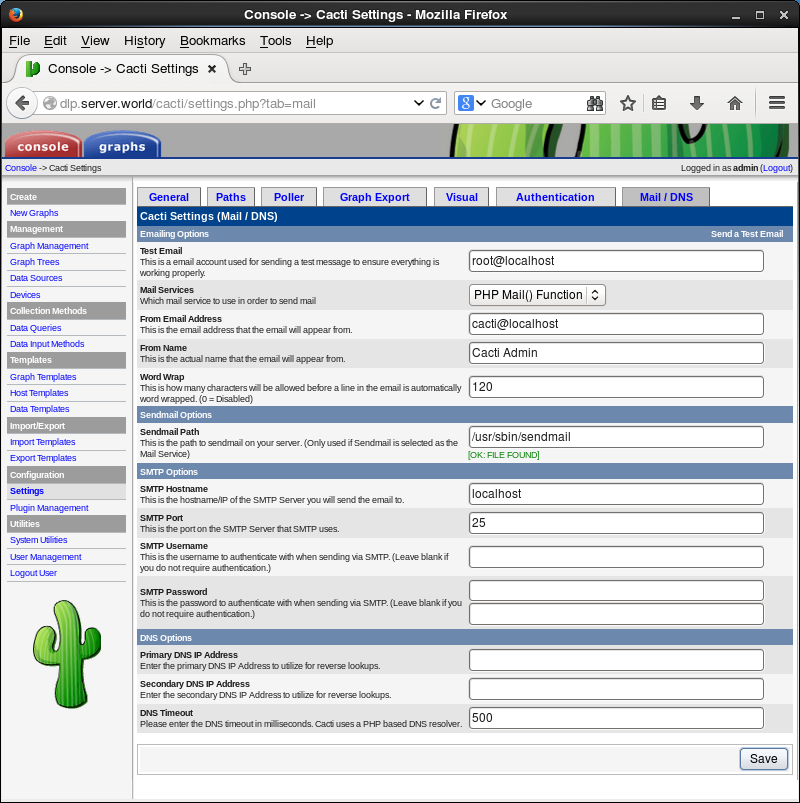 Console -> Cacti Settings - Mozilla Firefox
File Edit View History Bookmarks Tools Help
Console -> Cacti Settings
dlp.server.world/cacti/settings.php?tab=mail
Google
console graphs
Console -> Cacti Settings
Logged in as admin (Logout)
Create
New Graphs
Management
Graph Management
Graph Trees
Data Sources
Devices
Collection Methods
Data Queries
Data Input Methods
Templates
Graph Templates
Host Templates
Data Templates
Import/Export
Import Templates
Export Templates
Configuration
Settings
Plugin Management
Utilities
System Utilities
User Management
Logout User
General Paths Poller Graph Export Visual Authentication Mail / DNS
Cacti Settings (Mail / DNS)
Emailing Options Send a Test Email
Test Email
This is a email account used for sending a test message to ensure everything is
working properly.
root@localhost
Mail Services
Which mail service to use in order to send mail
PHP Mail() Function
From Email Address
This is the email address that the email will appear from.
cacti@localhost
From Name
This is the actual name that the email will appear from.
Cacti Admin
Word Wrap
This is how many characters will be allowed before a line in the email is automatically
word wrapped. (0 = Disabled)
120
Sendmail Options
Sendmail Path
This is the path to sendmail on your server. (Only used if Sendmail is selected as the
Mail Service)
/usr/sbin/sendmail
[OK: FILE FOUND]
SMTP Options
SMTP Hostname
This is the hostname/IP of the SMTP Server you will send the email to.
localhost
SMTP Port
This is the port on the SMTP Server that SMTP uses.
25
SMTP Username
This is the username to authenticate with when sending via SMTP. (Leave blank if
you do not require authentication.)
SMTP Password
This is the password to authenticate with when sending via SMTP. (Leave blank if you
do not require authentication.)
DNS Options
Primary DNS IP Address
Enter the primary DNS IP Address to utilize for reverse lookups.
Secondary DNS IP Address
Enter the secondary DNS IP Address to utilize for reverse lookups.
DNS Timeout
Please enter the DNS timeout in milliseconds. Cacti uses a PHP based DNS resolver.
500
Save